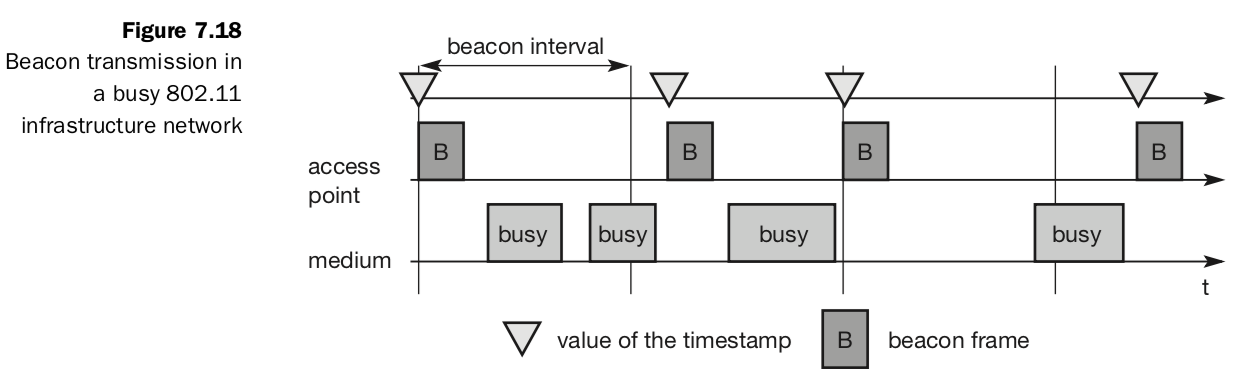 Figure 7.18
Beacon transmission in
a busy 802.11
infrastructure network
beacon interval
B
B
B
B
access
point
busy
busy
busy
busy
medium
t
value of the timestamp
B
beacon frame